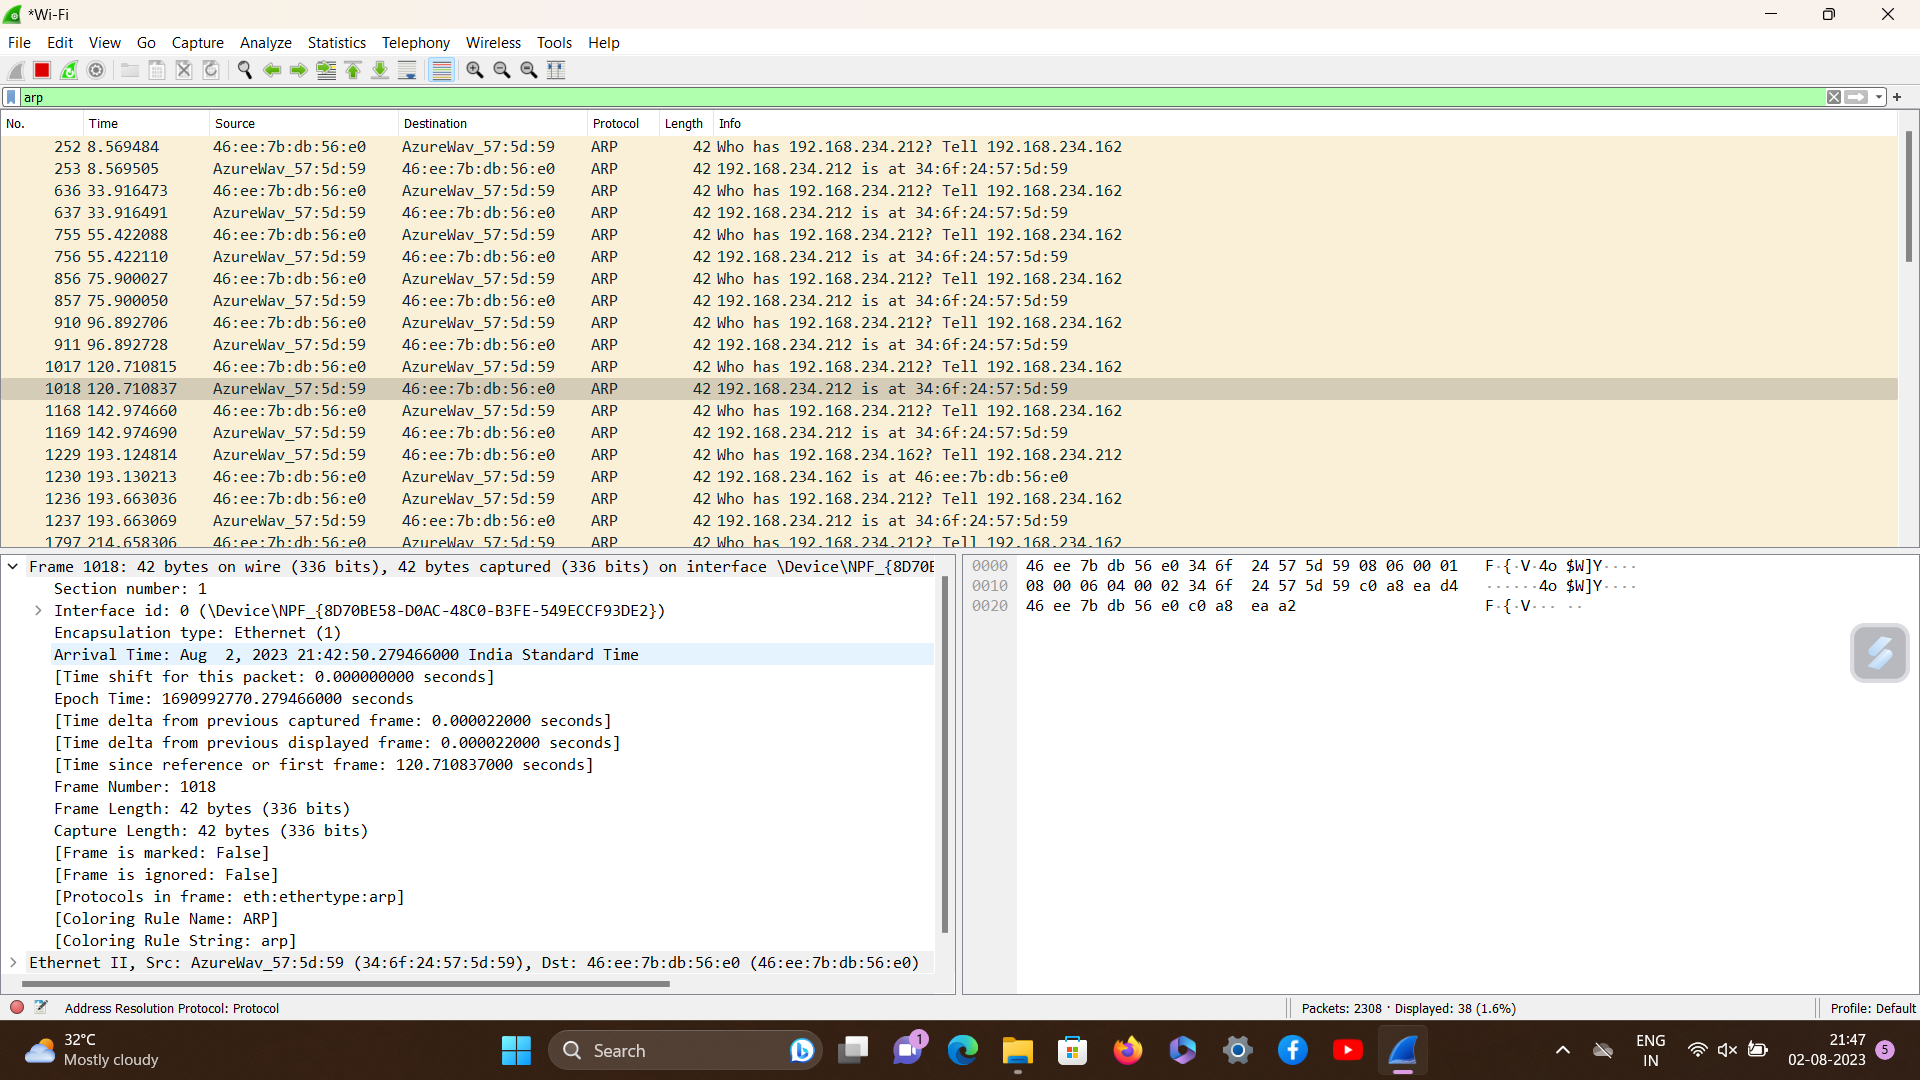 *Wi-Fi
File Edit View Go Capture Analyze Statistics Telephony Wireless Tools Help
arp
No. Time Source Destination Protocol Length Info
252 8.569484 46:ee:7b:db:56:e0 AzureWav_57:5d:59 ARP 42 Who has 192.168.234.212? Tell 192.168.234.162
253 8.569505 AzureWav_57:5d:59 46:ee:7b:db:56:e0 ARP 42 192.168.234.212 is at 34:6f:24:57:5d:59
636 33.916473 46:ee:7b:db:56:e0 AzureWav_57:5d:59 ARP 42 Who has 192.168.234.212? Tell 192.168.234.162
637 33.916491 AzureWav_57:5d:59 46:ee:7b:db:56:e0 ARP 42 192.168.234.212 is at 34:6f:24:57:5d:59
755 55.422088 46:ee:7b:db:56:e0 AzureWav_57:5d:59 ARP 42 Who has 192.168.234.212? Tell 192.168.234.162
756 55.422110 AzureWav_57:5d:59 46:ee:7b:db:56:e0 ARP 42 192.168.234.212 is at 34:6f:24:57:5d:59
856 75.900027 46:ee:7b:db:56:e0 AzureWav_57:5d:59 ARP 42 Who has 192.168.234.212? Tell 192.168.234.162
857 75.900050 AzureWav_57:5d:59 46:ee:7b:db:56:e0 ARP 42 192.168.234.212 is at 34:6f:24:57:5d:59
910 96.892706 46:ee:7b:db:56:e0 AzureWav_57:5d:59 ARP 42 Who has 192.168.234.212? Tell 192.168.234.162
911 96.892728 AzureWav_57:5d:59 46:ee:7b:db:56:e0 ARP 42 192.168.234.212 is at 34:6f:24:57:5d:59
1017 120.710815 46:ee:7b:db:56:e0 AzureWav_57:5d:59 ARP 42 Who has 192.168.234.212? Tell 192.168.234.162
1018 120.710837 AzureWav_57:5d:59 46:ee:7b:db:56:e0 ARP 42 192.168.234.212 is at 34:6f:24:57:5d:59
1168 142.974660 46:ee:7b:db:56:e0 AzureWav_57:5d:59 ARP 42 Who has 192.168.234.212? Tell 192.168.234.162
1169 142.974690 AzureWav_57:5d:59 46:ee:7b:db:56:e0 ARP 42 192.168.234.212 is at 34:6f:24:57:5d:59
1229 193.124814 AzureWav_57:5d:59 46:ee:7b:db:56:e0 ARP 42 Who has 192.168.234.162? Tell 192.168.234.212
1230 193.130213 46:ee:7b:db:56:e0 AzureWav_57:5d:59 ARP 42 192.168.234.162 is at 46:ee:7b:db:56:e0
1236 193.663036 46:ee:7b:db:56:e0 AzureWav_57:5d:59 ARP 42 Who has 192.168.234.212? Tell 192.168.234.162
1237 193.663069 AzureWav_57:5d:59 46:ee:7b:db:56:e0 ARP 42 192.168.234.212 is at 34:6f:24:57:5d:59
1797 214.658306 46:ee:7b:db:56:e0 AzureWav_57:5d:59 ARP 42 Who has 192.168.234.212? Tell 192.168.234.162
Frame 1018: 42 bytes on wire (336 bits), 42 bytes captured (336 bits) on interface \Device\NPF_{8D70B
Section number: 1
Interface id: 0 (\Device\NPF_{8D70BE58-D0AC-48C0-B3FE-549ECCF93DE2})
Encapsulation type: Ethernet (1)
Arrival Time: Aug  2, 2023 21:42:50.279466000 India Standard Time
[Time shift for this packet: 0.000000000 seconds]
Epoch Time: 1690992770.279466000 seconds
[Time delta from previous captured frame: 0.000022000 seconds]
[Time delta from previous displayed frame: 0.000022000 seconds]
[Time since reference or first frame: 120.710837000 seconds]
Frame Number: 1018
Frame Length: 42 bytes (336 bits)
Capture Length: 42 bytes (336 bits)
[Frame is marked: False]
[Frame is ignored: False]
[Protocols in frame: eth:ethertype:arp]
[Coloring Rule Name: ARP]
[Coloring Rule String: arp]
Ethernet II, Src: AzureWav_57:5d:59 (34:6f:24:57:5d:59), Dst: 46:ee:7b:db:56:e0 (46:ee:7b:db:56:e0)
0000 46 ee 7b db 56 e0 34 6f 24 57 5d 59 08 06 00 01 F·{·V·4o $W]Y····
0010 08 00 06 04 00 02 34 6f 24 57 5d 59 c0 a8 ea d4 ······4o $W]Y····
0020 46 ee 7b db 56 e0 c0 a8 ea a2 F·{·V··· ··
Address Resolution Protocol: Protocol
Packets: 2308 · Displayed: 38 (1.6%)
Profile: Default
32°C
Mostly cloudy
Search
1
ENG
IN
21:47
02-08-2023
5